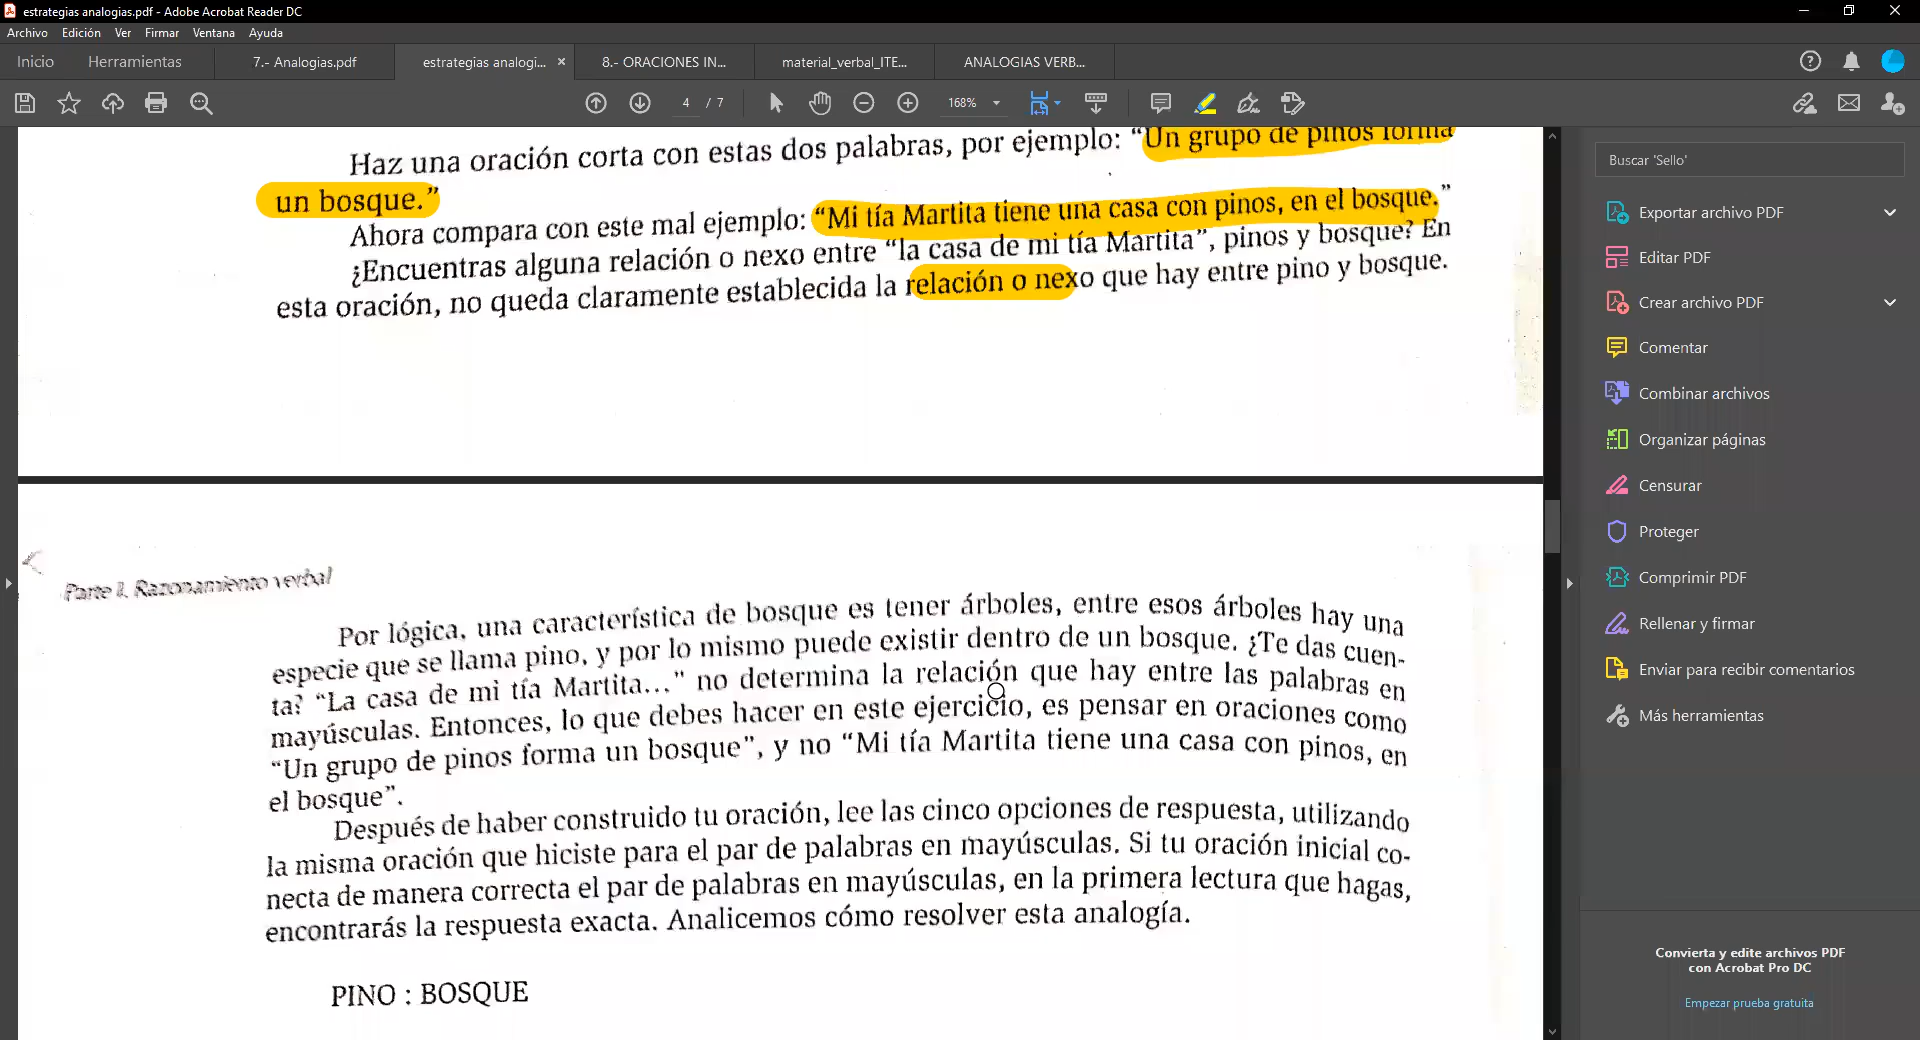 estrategias analogias.pdf - Adobe Acrobat Reader DC
Archivo Edición Ver Firmar Ventana Ayuda
Inicio Herramientas 7.- Analogias.pdf estrategias analogi... × 8.- ORACIONES IN... material_verbal_ITE... ANALOGIAS VERB...
4 / 7 168%
Haz una oración corta con estas dos palabras, por ejemplo: “Un grupo de pinos forma
un bosque.”
Ahora compara con este mal ejemplo: “Mi tía Martita tiene una casa con pinos, en el bosque.”
¿Encuentras alguna relación o nexo entre “la casa de mi tía Martita”, pinos y bosque? En
esta oración, no queda claramente establecida la relación o nexo que hay entre pino y bosque.
Parte I. Razonamiento verbal
Por lógica, una característica de bosque es tener árboles, entre esos árboles hay una
especie que se llama pino, y por lo mismo puede existir dentro de un bosque. ¿Te das cuen-
ta? “La casa de mi tía Martita...” no determina la relación que hay entre las palabras en
mayúsculas. Entonces, lo que debes hacer en este ejercicio, es pensar en oraciones como
“Un grupo de pinos forma un bosque”, y no “Mi tía Martita tiene una casa con pinos, en
el bosque”.
Después de haber construido tu oración, lee las cinco opciones de respuesta, utilizando
la misma oración que hiciste para el par de palabras en mayúsculas. Si tu oración inicial co-
necta de manera correcta el par de palabras en mayúsculas, en la primera lectura que hagas,
encontrarás la respuesta exacta. Analicemos cómo resolver esta analogía.
PINO : BOSQUE
Buscar 'Sello'
Exportar archivo PDF
Editar PDF
Crear archivo PDF
Comentar
Combinar archivos
Organizar páginas
Censurar
Proteger
Comprimir PDF
Rellenar y firmar
Enviar para recibir comentarios
Más herramientas
Convierta y edite archivos PDF
con Acrobat Pro DC
Empezar prueba gratuita